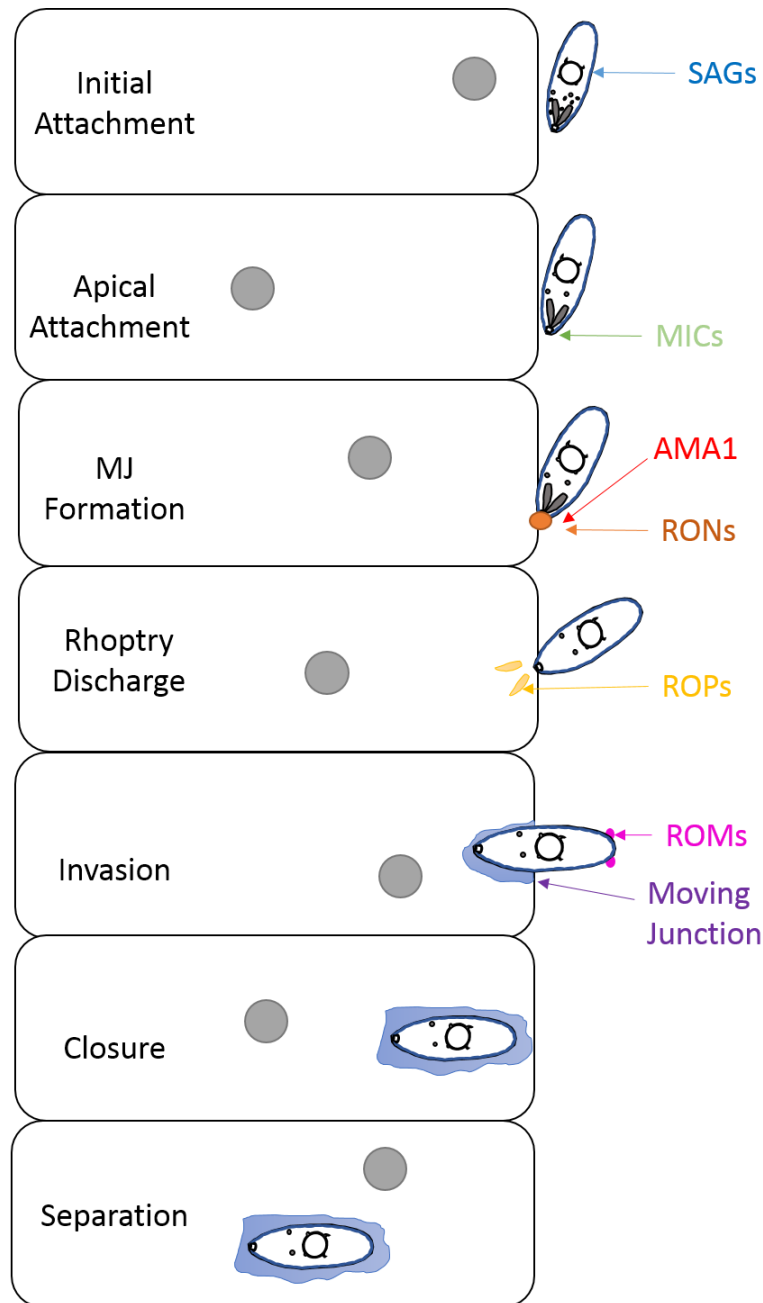 Initial
Attachment
SAGs
Apical
Attachment
MICs
MJ
Formation
AMA1
RONs
Rhoptry
Discharge
ROPs
Invasion
ROMs
Moving
Junction
Closure
Separation